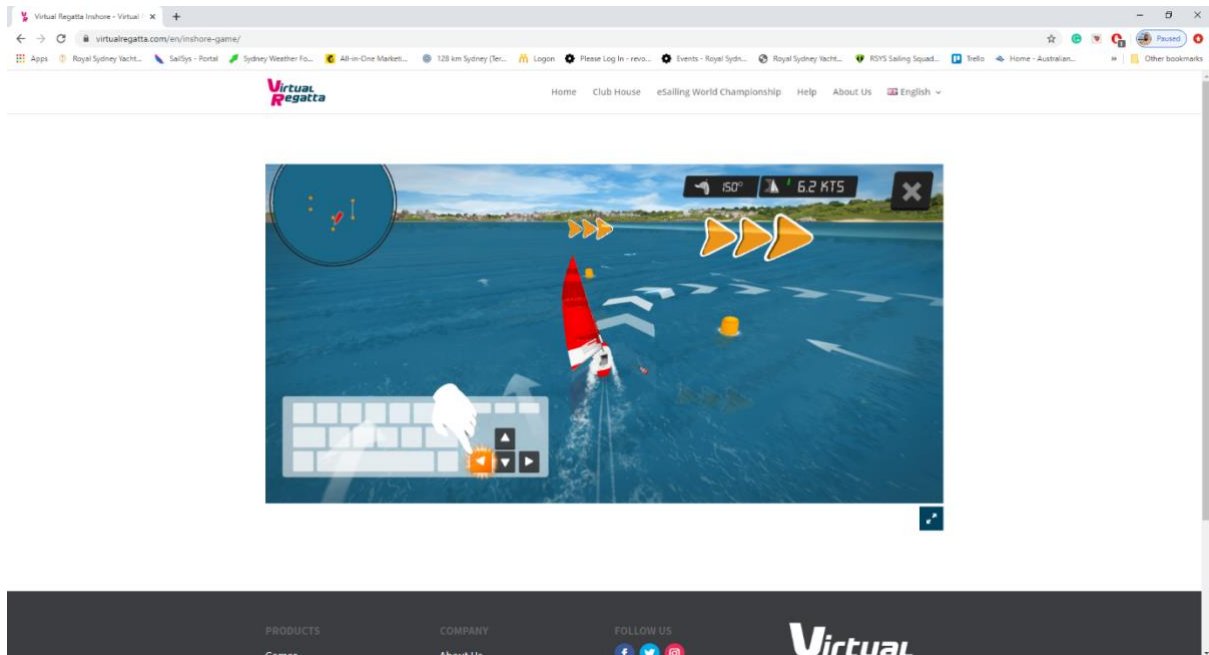 Virtual Regatta Inshore - Virtual
virtualregatta.com/en/inshore-game/
Paused
Apps Royal Sydney Yacht... SailSys - Portal Sydney Weather Fo... All-in-One Marketi... 128 km Sydney (Ter... Logon Please Log In - revo... Events - Royal Sydn... Royal Sydney Yacht... RSYS Sailing Squad... Trello Home - Australian... » Other bookmarks
Virtual
Regatta
Home Club House eSailing World Championship Help About Us English
150° 6.2 KTS
PRODUCTS COMPANY FOLLOW US
Games About Us
Virtual